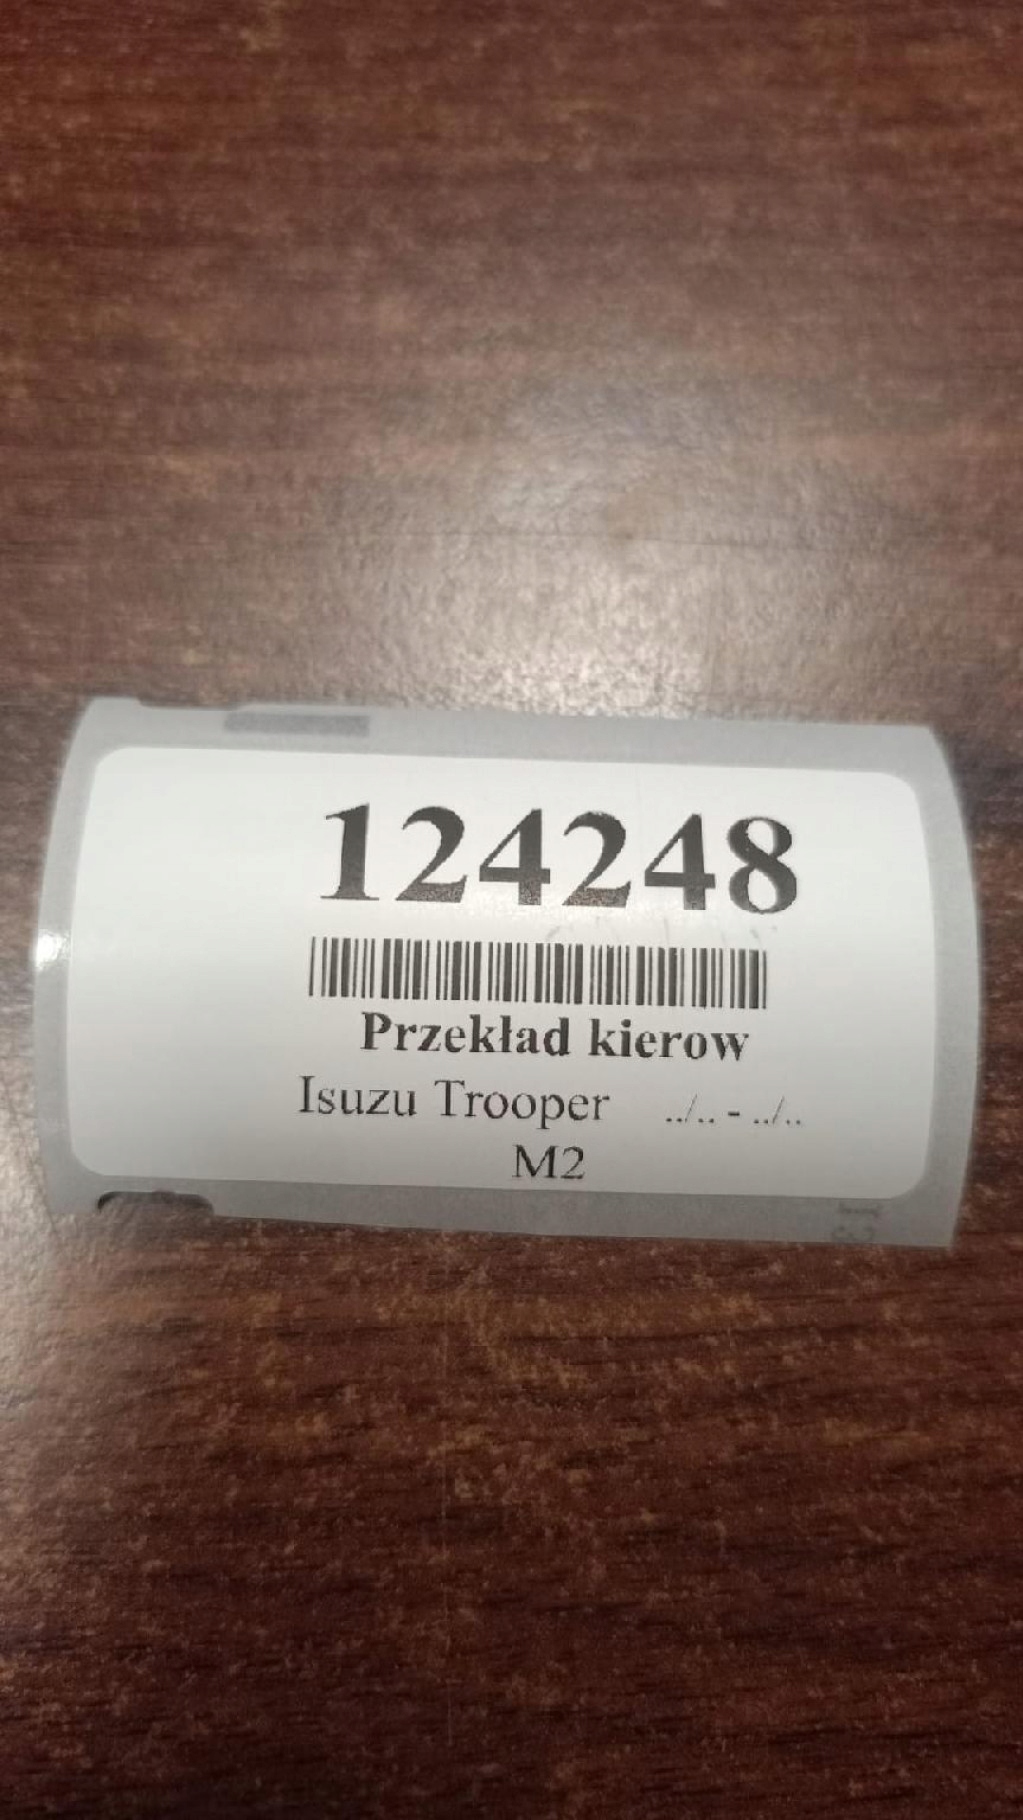 124248
Przekład kierow
Isuzu Trooper ../.. - ../..
M2